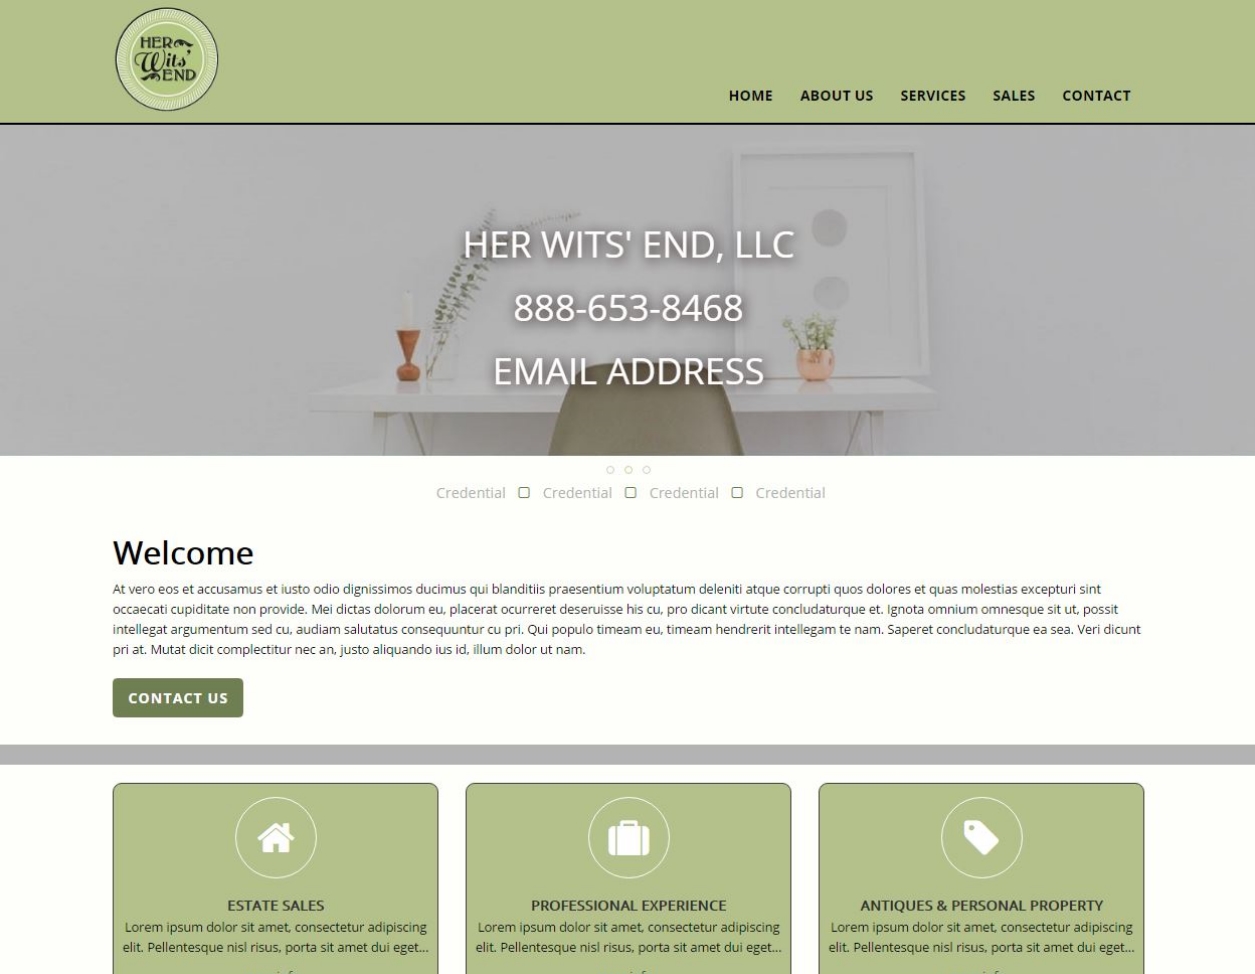 HER
Wits'
END
HOME ABOUT US SERVICES SALES CONTACT
HER WITS' END, LLC
888-653-8468
EMAIL ADDRESS
Credential Credential Credential Credential
Welcome
At vero eos et accusamus et iusto odio dignissimos ducimus qui blanditiis praesentium voluptatum deleniti atque corrupti quos dolores et quas molestias excepturi sint
occaecati cupiditate non provide. Mei dictas dolorum eu, placerat ocurreret deseruisse his cu, pro dicant virtute concludaturque et. Ignota omnium omnesque sit ut, possit
intellegat argumentum sed cu, audiam salutatus consequuntur cu pri. Qui populo timeam eu, timeam hendrerit intellegam te nam. Saperet concludaturque ea sea. Veri dicunt
pri at. Mutat dicit complectitur nec an, justo aliquando ius id, illum dolor ut nam.
CONTACT US
ESTATE SALES
Lorem ipsum dolor sit amet, consectetur adipiscing
elit. Pellentesque nisl risus, porta sit amet dui eget...
PROFESSIONAL EXPERIENCE
Lorem ipsum dolor sit amet, consectetur adipiscing
elit. Pellentesque nisl risus, porta sit amet dui eget...
ANTIQUES & PERSONAL PROPERTY
Lorem ipsum dolor sit amet, consectetur adipiscing
elit. Pellentesque nisl risus, porta sit amet dui eget...